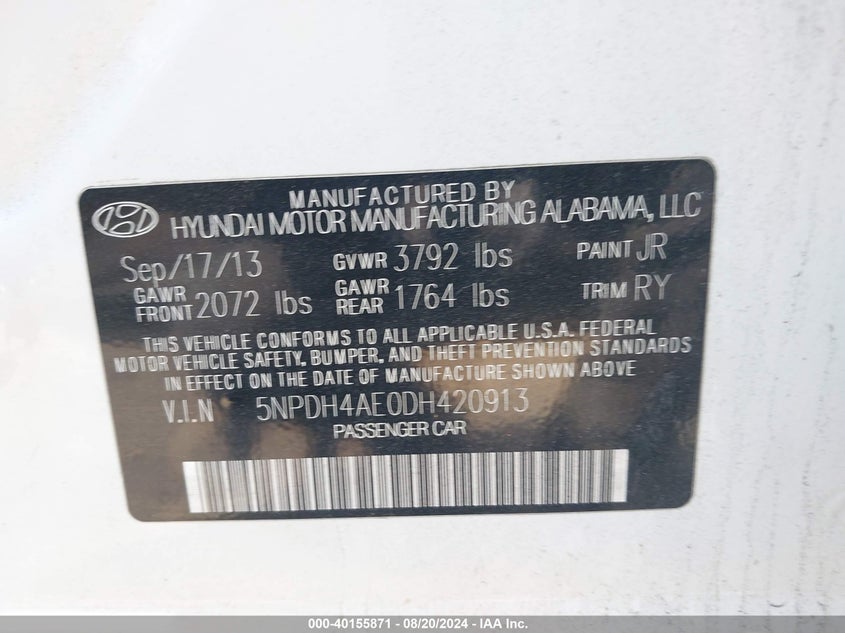 MANUFACTURED BY
HYUNDAI MOTOR MANUFACTURING ALABAMA, LLC
Sep/17/13 GVWR 3792 lbs PAINT JR
GAWR FRONT 2072 lbs GAWR REAR 1764 lbs TRIM RY
THIS VEHICLE CONFORMS TO ALL APPLICABLE U.S.A. FEDERAL
MOTOR VEHICLE SAFETY, BUMPER, AND THEFT PREVENTION STANDARDS
IN EFFECT ON THE DATE OF MANUFACTURE SHOWN ABOVE
V.I.N 5NPDH4AE0DH420913
PASSENGER CAR
000-40155871 - 08/20/2024 - IAA Inc.